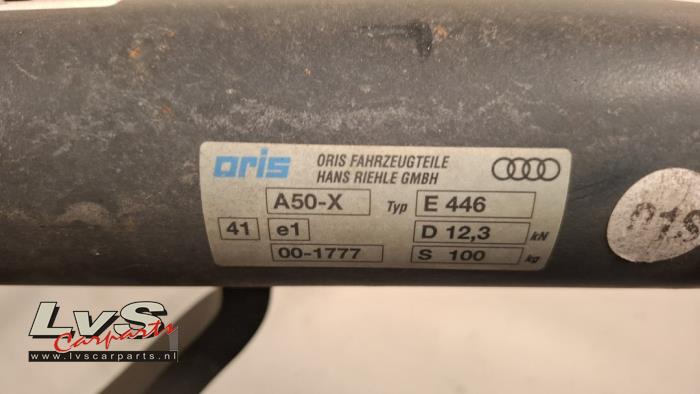 oris ORIS FAHRZEUGTEILE
HANS RIEHLE GMBH
A50-X Typ E 446
41 e1 D 12,3 kN
00-1777 S 100 kg
LvS
Carparts
www.lvscarparts.nl